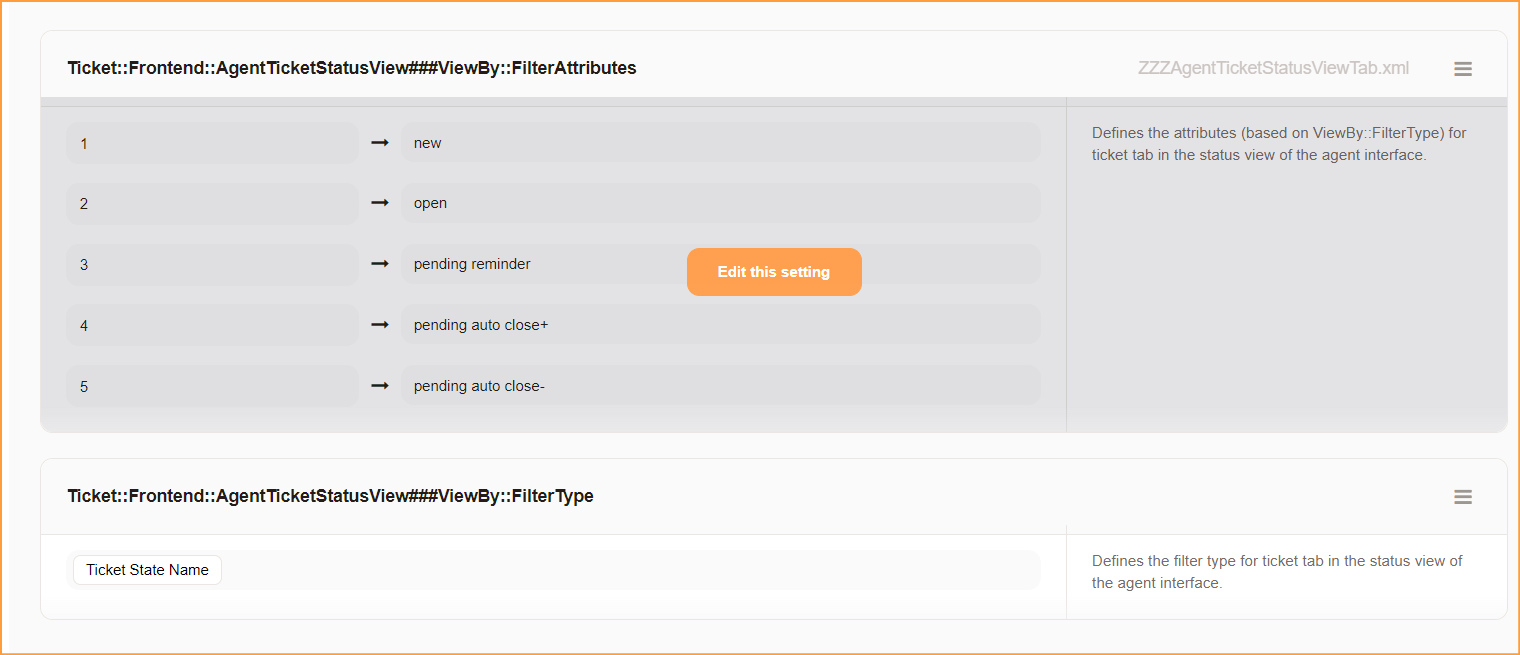 Ticket::Frontend::AgentTicketStatusView###ViewBy::FilterAttributes
ZZZAgentTicketStatusViewTab.xml
1 new
Defines the attributes (based on ViewBy::FilterType) for
ticket tab in the status view of the agent interface.
2 open
3 pending reminder
Edit this setting
4 pending auto close+
5 pending auto close-
Ticket::Frontend::AgentTicketStatusView###ViewBy::FilterType
Ticket State Name
Defines the filter type for ticket tab in the status view of
the agent interface.